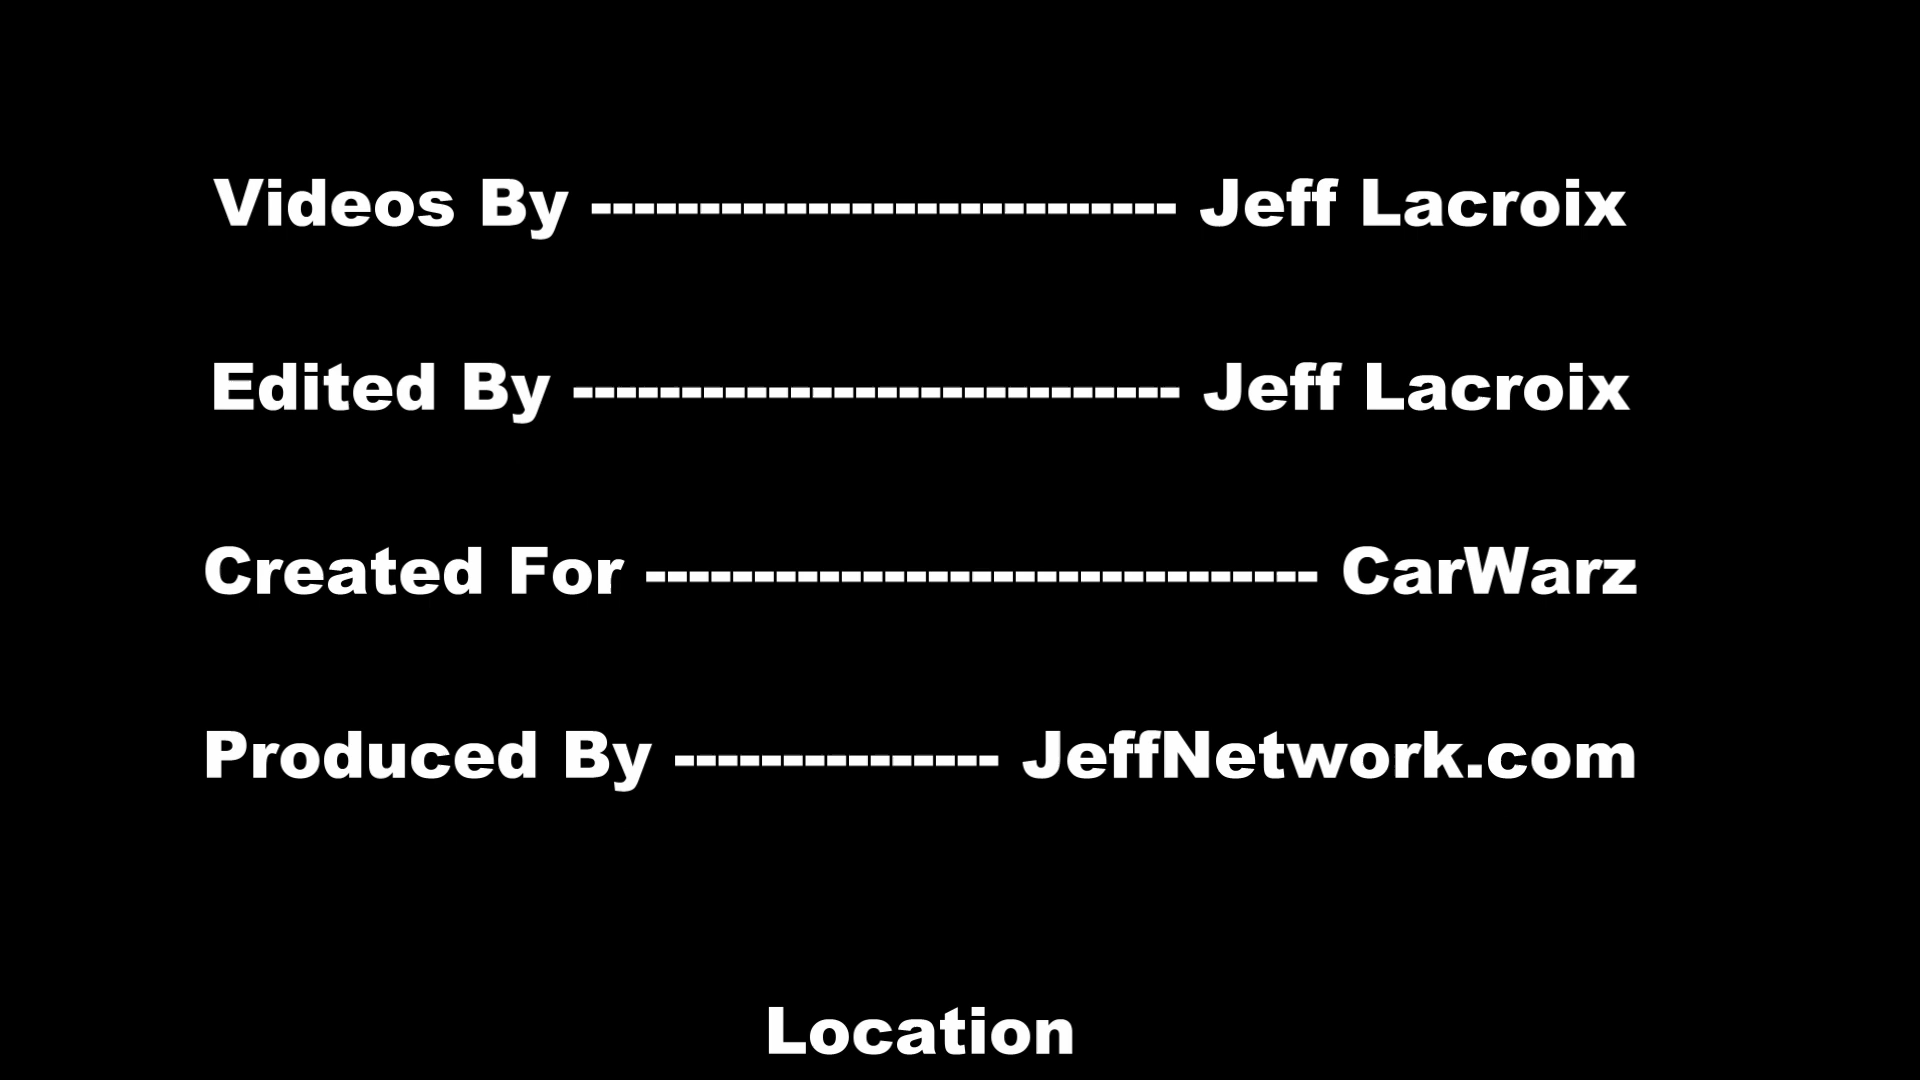 Videos By --------------------------- Jeff Lacroix
Edited By ---------------------------- Jeff Lacroix
Created For ------------------------------- CarWarz
Produced By --------------- JeffNetwork.com
Location